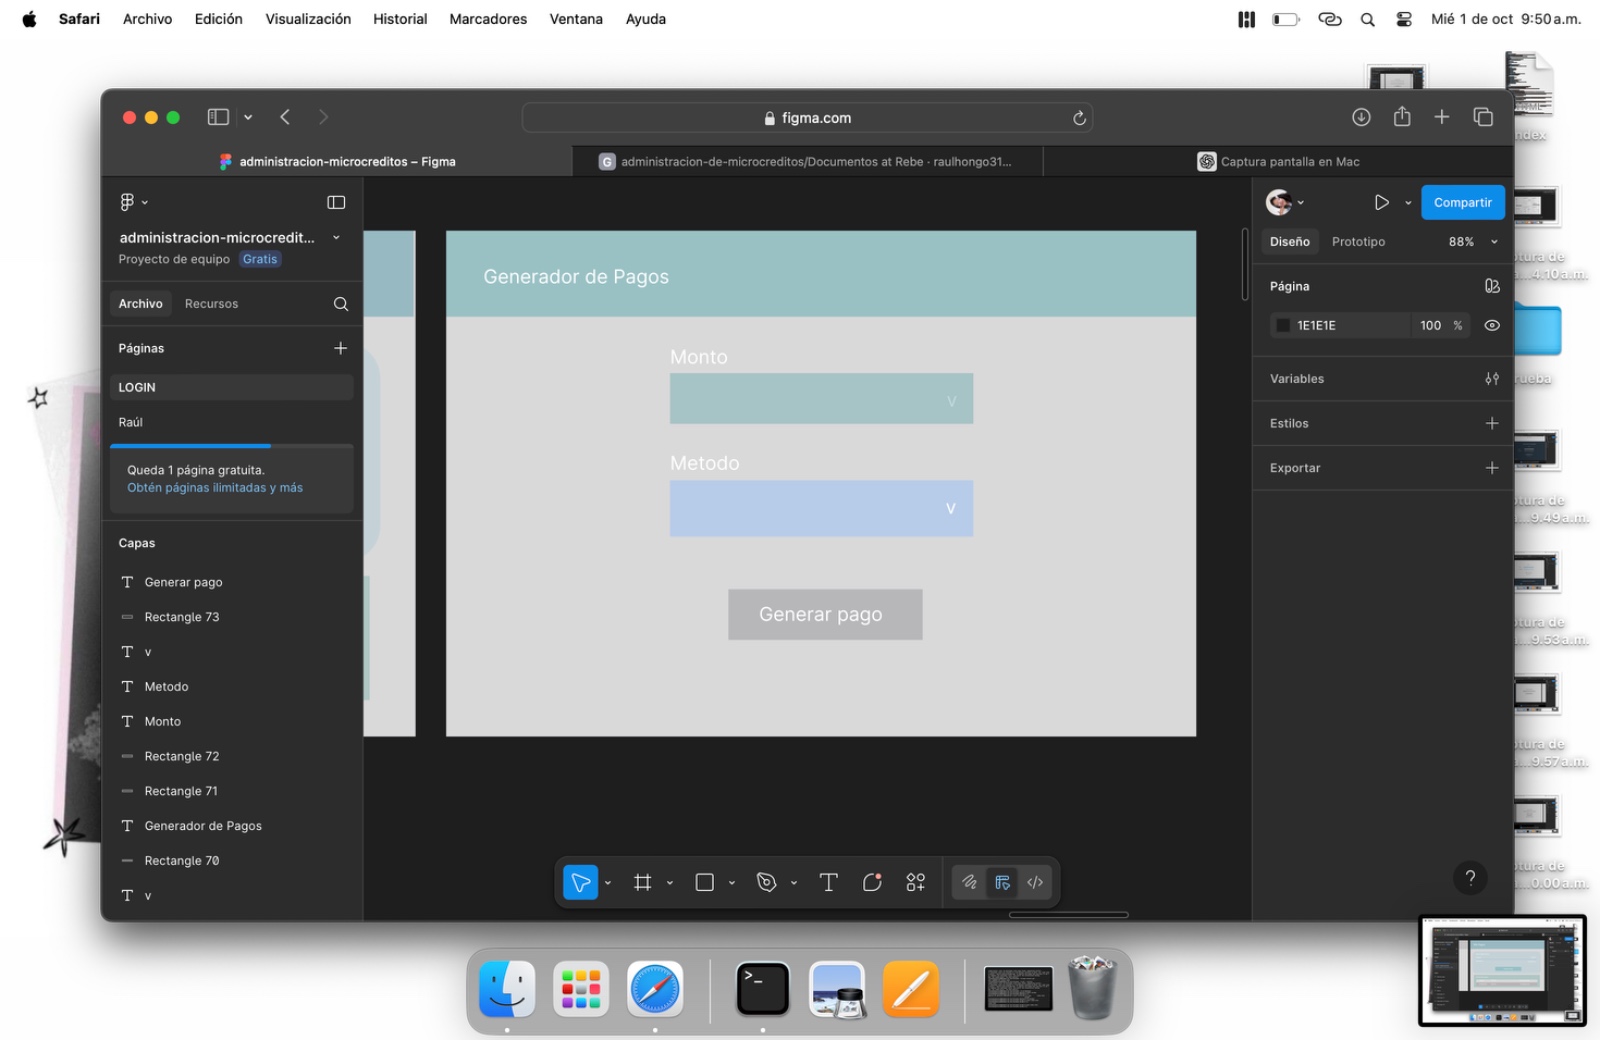 Safari Archivo Edición Visualización Historial Marcadores Ventana Ayuda Mié 1 de oct 9:50 a.m.
figma.com
administracion-microcreditos – Figma
G administracion-de-microcreditos/Documentos at Rebe · raulhongo31...
Captura pantalla en Mac
administracion-microcredit...
Proyecto de equipo Gratis
Archivo Recursos
Páginas
LOGIN
Raúl
Queda 1 página gratuita.
Obtén páginas ilimitadas y más
Capas
Generar pago
Rectangle 73
v
Metodo
Monto
Rectangle 72
Rectangle 71
Generador de Pagos
Rectangle 70
v
Generador de Pagos
Monto
v
Metodo
v
Generar pago
Compartir
Diseño Prototipo 88%
Página
1E1E1E 100 %
Variables
Estilos
Exportar
?
ndex
tura de
...4.10 a.m.
rueba
tura de
...9.49 a.m.
tura de
...9.53 a.m.
tura de
...9.57 a.m.
tura de
...0.00 a.m.